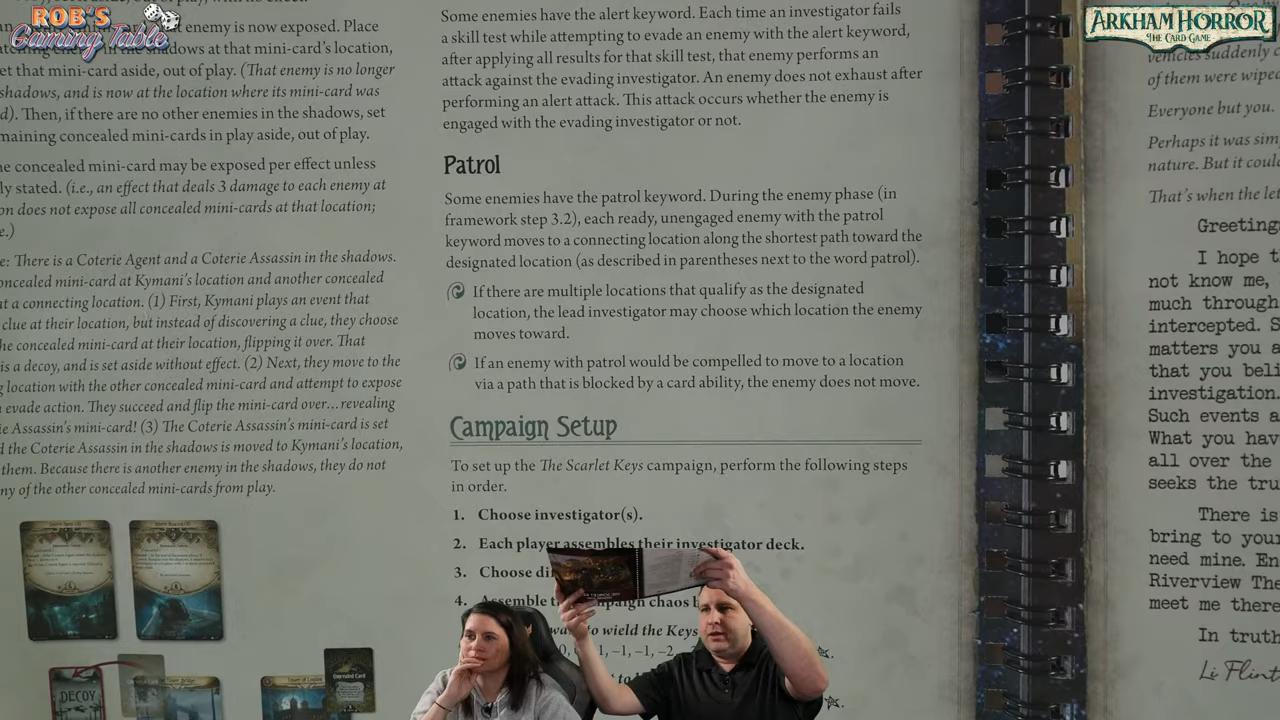 ROB'S
Gaming Table
ARKHAM HORROR
THE CARD GAME
enemy is now exposed. Place
at that mini-card's location,
et that mini-card aside, out of play. (That enemy is no longer
shadows, and is now at the location where its mini-card was
d). Then, if there are no other enemies in the shadows, set
maining concealed mini-cards in play aside, out of play.
ne concealed mini-card may be exposed per effect unless
ly stated. (i.e., an effect that deals 3 damage to each enemy at
on does not expose all concealed mini-cards at that location;
e.)
e: There is a Coterie Agent and a Coterie Assassin in the shadows.
oncealed mini-card at Kymani's location and another concealed
at a connecting location. (1) First, Kymani plays an event that
clue at their location, but instead of discovering a clue, they choose
he concealed mini-card at their location, flipping it over. That
is a decoy, and is set aside without effect. (2) Next, they move to the
g location with the other concealed mini-card and attempt to expose
evade action. They succeed and flip the mini-card over…revealing
ie Assassin's mini-card! (3) The Coterie Assassin's mini-card is set
d the Coterie Assassin in the shadows is moved to Kymani's location,
them. Because there is another enemy in the shadows, they do not
ny of the other concealed mini-cards from play.
DECOY
Some enemies have the alert keyword. Each time an investigator fails
a skill test while attempting to evade an enemy with the alert keyword,
after applying all results for that skill test, that enemy performs an
attack against the evading investigator. An enemy does not exhaust after
performing an alert attack. This attack occurs whether the enemy is
engaged with the evading investigator or not.
Patrol
Some enemies have the patrol keyword. During the enemy phase (in
framework step 3.2), each ready, unengaged enemy with the patrol
keyword moves to a connecting location along the shortest path toward the
designated location (as described in parentheses next to the word patrol).
If there are multiple locations that qualify as the designated
location, the lead investigator may choose which location the enemy
moves toward.
If an enemy with patrol would be compelled to move to a location
via a path that is blocked by a card ability, the enemy does not move.
Campaign Setup
To set up the The Scarlet Keys campaign, perform the following steps
in order.
1. Choose investigator(s).
2. Each player assembles their investigator deck.
3. Choose di
4. Assemble
to wield the Keys
0, 1, −1, −1, −2
vehicles suddenly c
of them were wipe
Everyone but you.
Perhaps it was sim
nature. But it coul
That's when the le
Greeting
I hope t
not know me,
much through
intercepted. S
matters you a
that you beli
investigation.
Such events a
What you hav
all over the
seeks the tru
There is
bring to your
need mine. En
Riverview The
meet me there
In truth
Li Flint